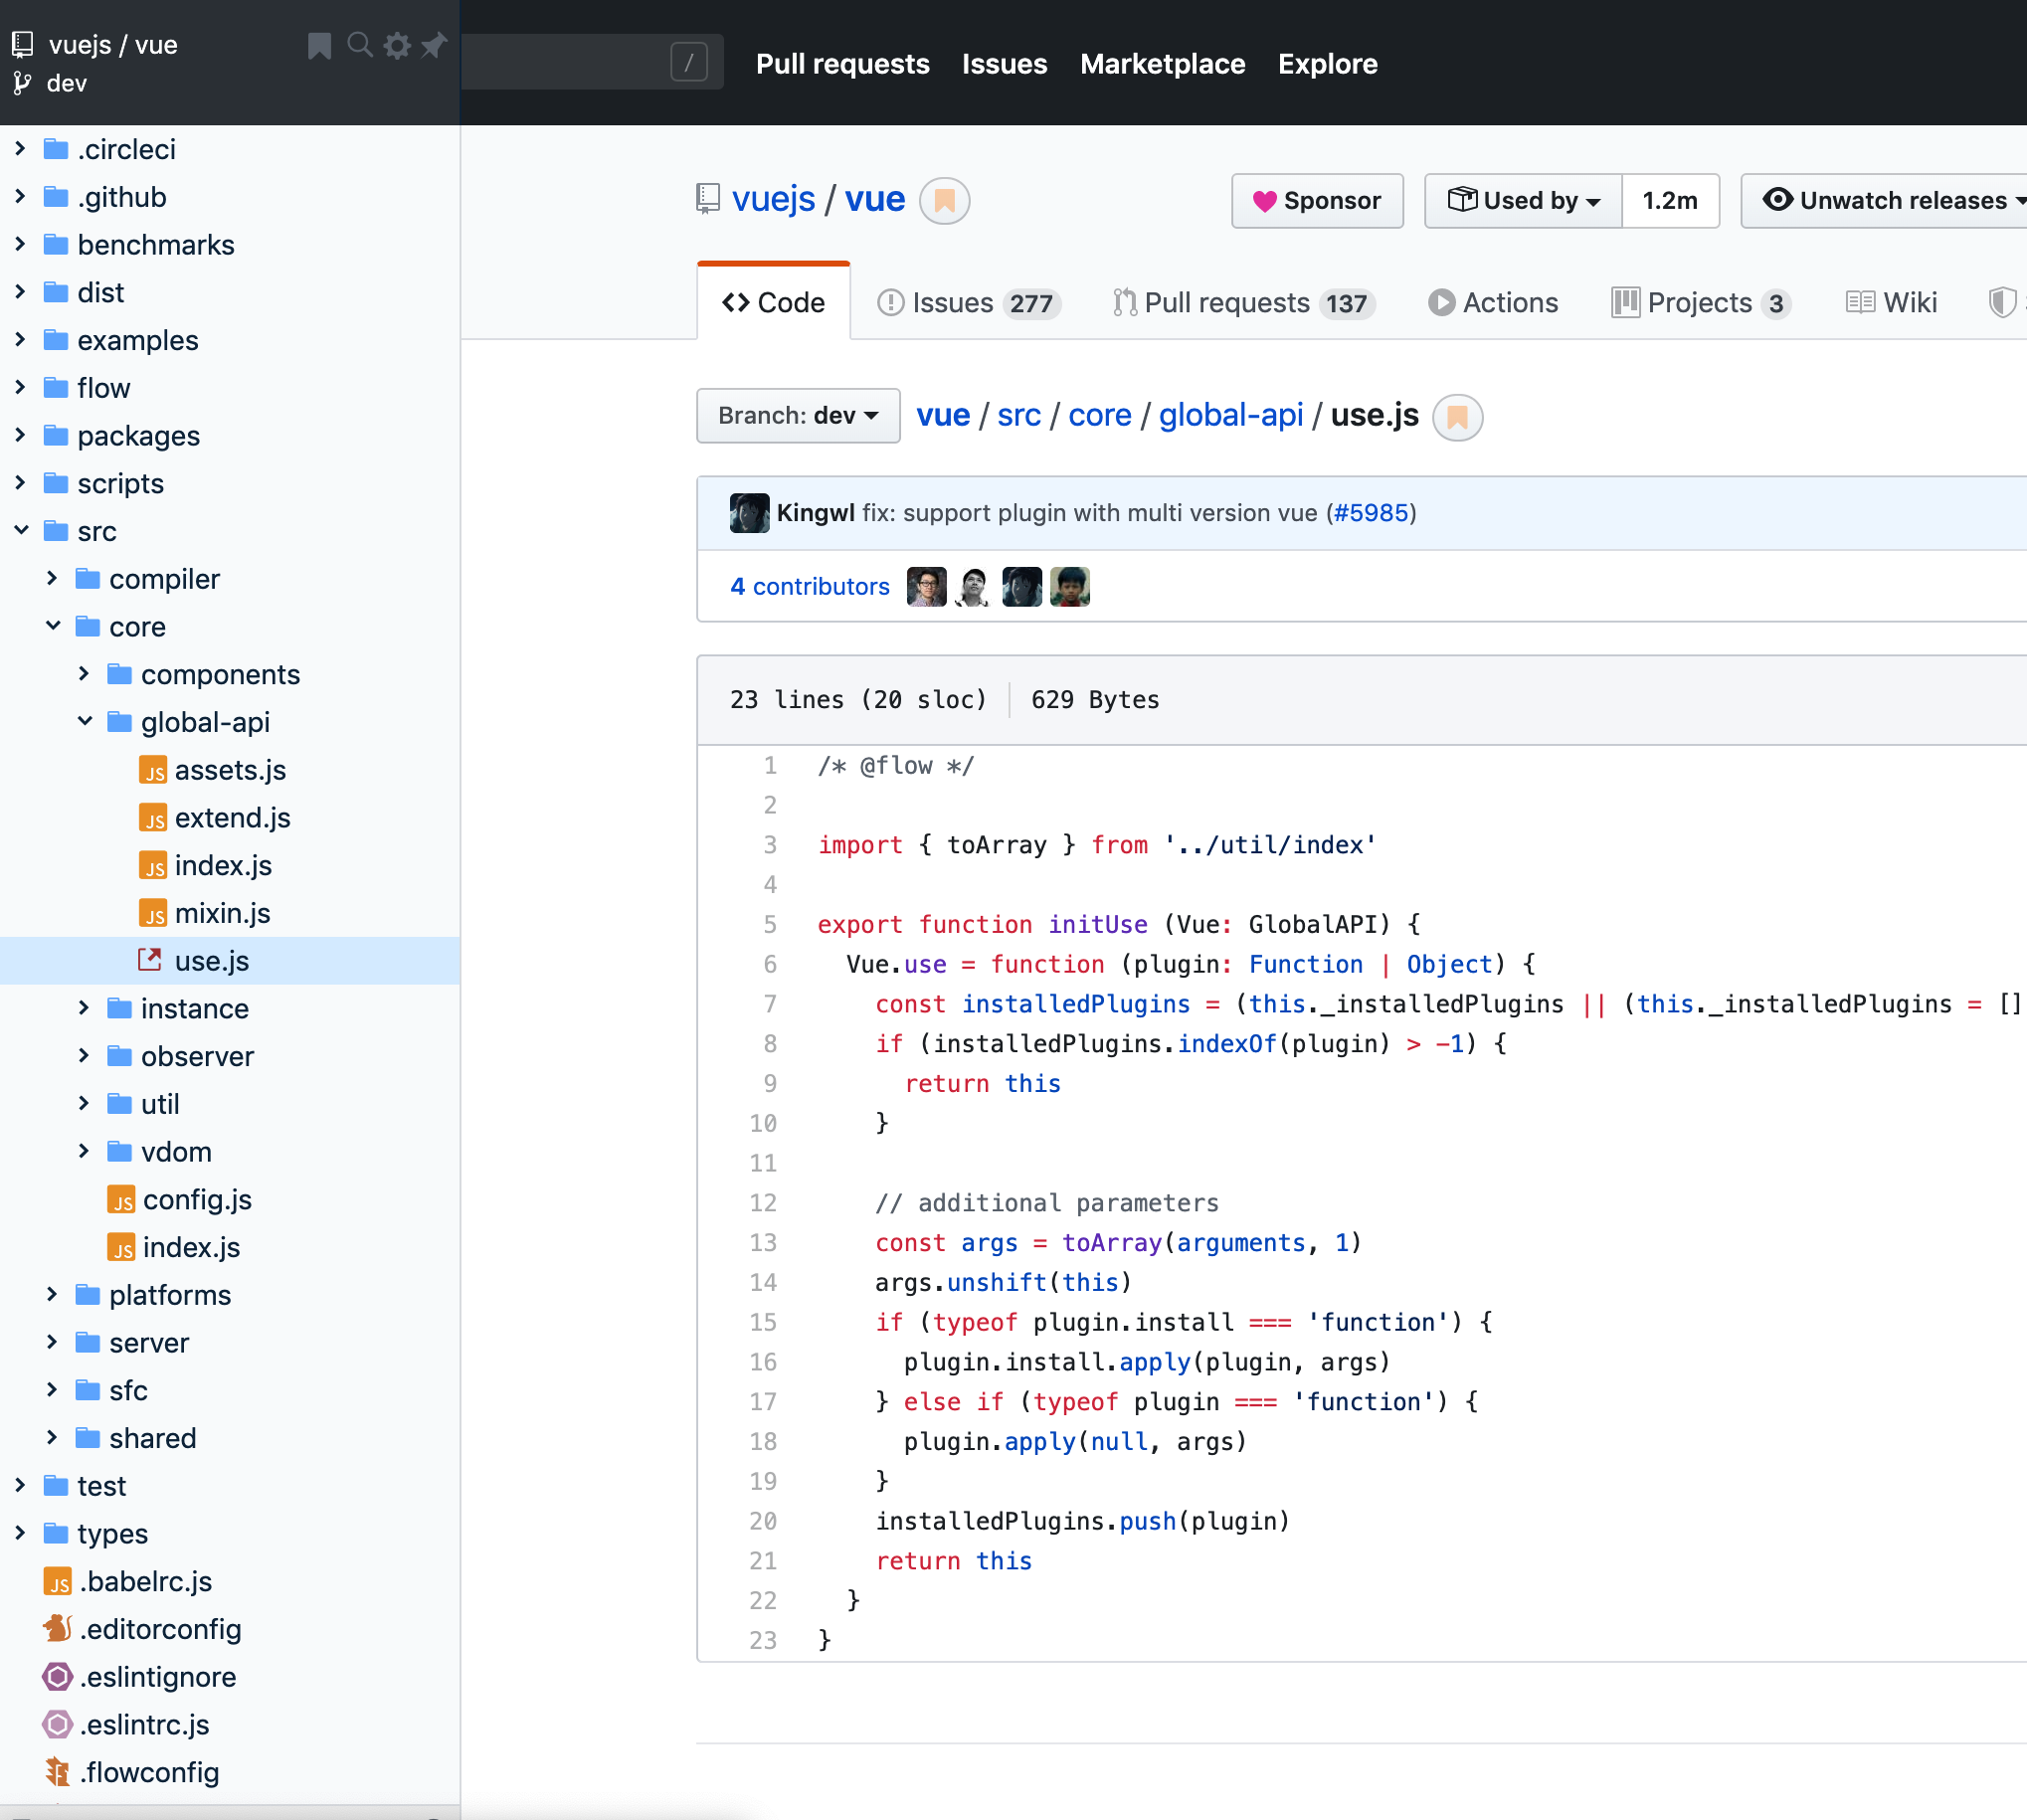 vuejs / vue
dev
.circleci
.github
benchmarks
dist
examples
flow
packages
scripts
src
compiler
core
components
global-api
JS assets.js
JS extend.js
JS index.js
JS mixin.js
use.js
instance
observer
util
vdom
JS config.js
JS index.js
platforms
server
sfc
shared
test
types
JS .babelrc.js
.editorconfig
.eslintignore
.eslintrc.js
.flowconfig
/ Pull requests Issues Marketplace Explore
vuejs / vue Sponsor Used by 1.2m Unwatch releases
Code Issues 277 Pull requests 137 Actions Projects 3 Wiki
Branch: dev vue / src / core / global-api / use.js
Kingwl fix: support plugin with multi version vue (#5985)
4 contributors
23 lines (20 sloc) 629 Bytes
1 /* @flow */
2
3 import { toArray } from '../util/index'
4
5 export function initUse (Vue: GlobalAPI) {
6 Vue.use = function (plugin: Function | Object) {
7 const installedPlugins = (this._installedPlugins || (this._installedPlugins = []
8 if (installedPlugins.indexOf(plugin) > -1) {
9 return this
10 }
11
12 // additional parameters
13 const args = toArray(arguments, 1)
14 args.unshift(this)
15 if (typeof plugin.install === 'function') {
16 plugin.install.apply(plugin, args)
17 } else if (typeof plugin === 'function') {
18 plugin.apply(null, args)
19 }
20 installedPlugins.push(plugin)
21 return this
22 }
23 }